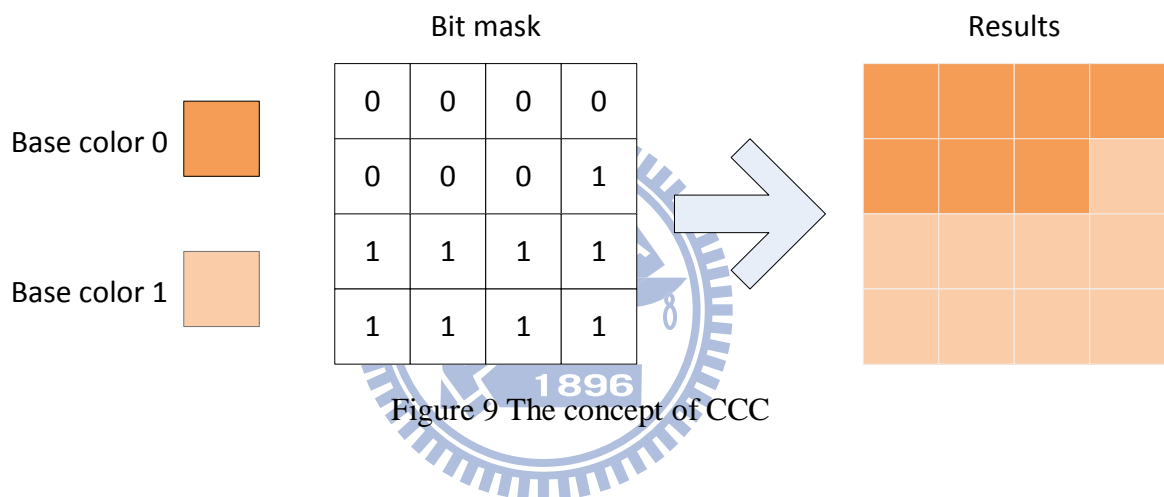 Bit mask
Results
Base color 0
Base color 1
0 0 0 0
0 0 0 1
1 1 1 1
1 1 1 1
1896
Figure 9 The concept of CCC